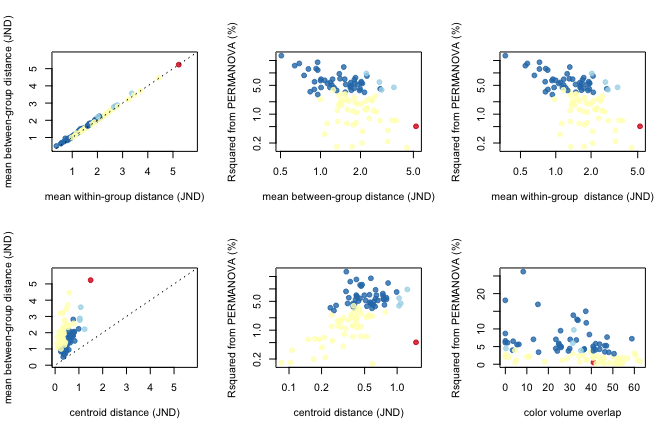 mean between-group distance (JND)
1 2 3 4 5
1 2 3 4 5
mean within-group distance (JND)
Rsquared from PERMANOVA (%)
0.2 1.0 5.0
0.5 1.0 2.0 5.0
mean between-group distance (JND)
Rsquared from PERMANOVA (%)
0.2 1.0 5.0
0.5 1.0 2.0 5.0
mean within-group distance (JND)
mean between-group distance (JND)
0 1 2 3 4 5
0 1 2 3 4 5
centroid distance (JND)
Rsquared from PERMANOVA (%)
0.2 1.0 5.0
0.1 0.2 0.5 1.0
centroid distance (JND)
Rsquared from PERMANOVA (%)
0 5 10 20
0 10 20 30 40 50 60
color volume overlap